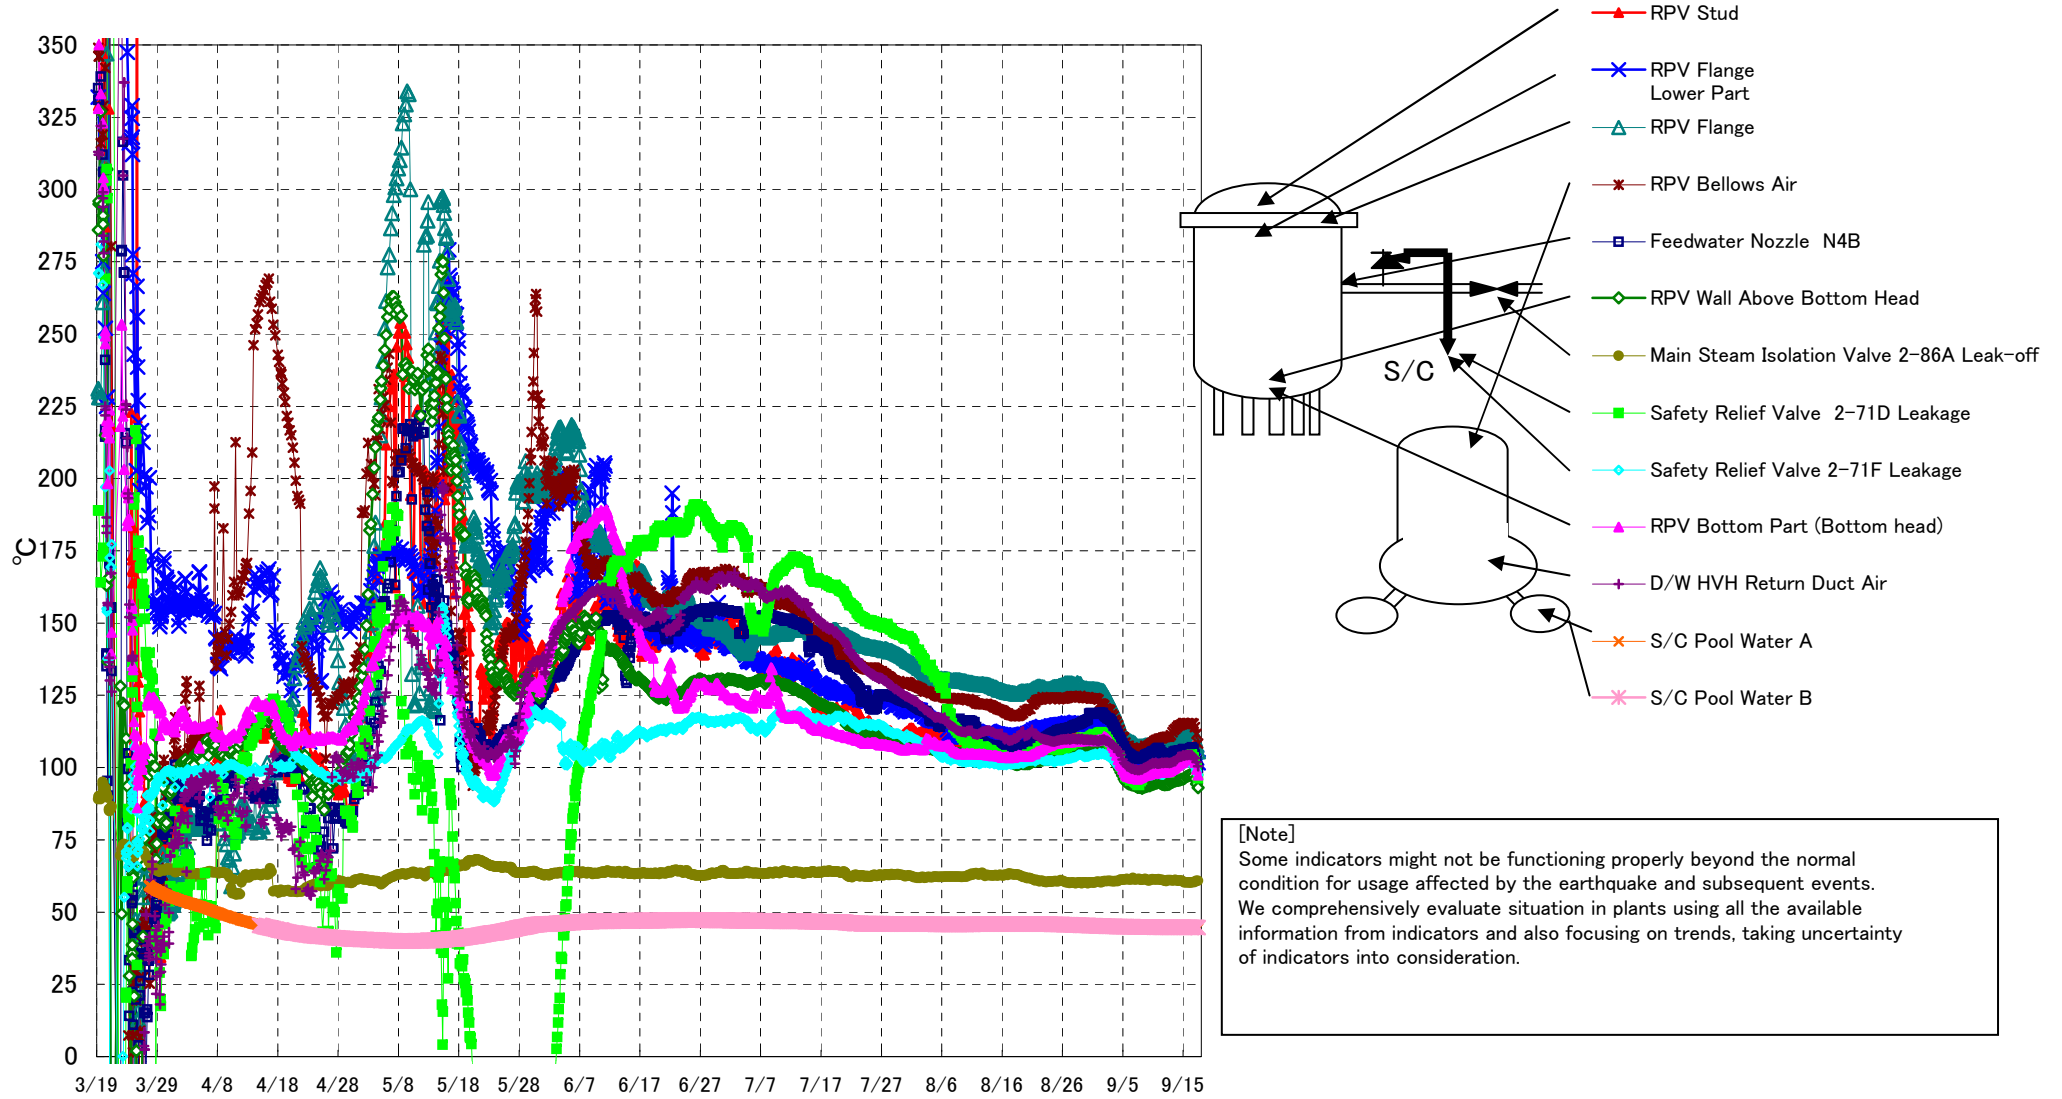 350
325
300
275
250
225
200
175
150
125
100
75
50
25
0
℃
3/19 3/29 4/8 4/18 4/28 5/8 5/18 5/28 6/7 6/17 6/27 7/7 7/17 7/27 8/6 8/16 8/26 9/5 9/15
RPV Stud
RPV Flange
Lower Part
RPV Flange
RPV Bellows Air
Feedwater Nozzle N4B
RPV Wall Above Bottom Head
Main Steam Isolation Valve 2-86A Leak-off
Safety Relief Valve 2-71D Leakage
Safety Relief Valve 2-71F Leakage
RPV Bottom Part (Bottom head)
D/W HVH Return Duct Air
S/C Pool Water A
S/C Pool Water B
S/C
[Note]
Some indicators might not be functioning properly beyond the normal
condition for usage affected by the earthquake and subsequent events.
We comprehensively evaluate situation in plants using all the available
information from indicators and also focusing on trends, taking uncertainty
of indicators into consideration.